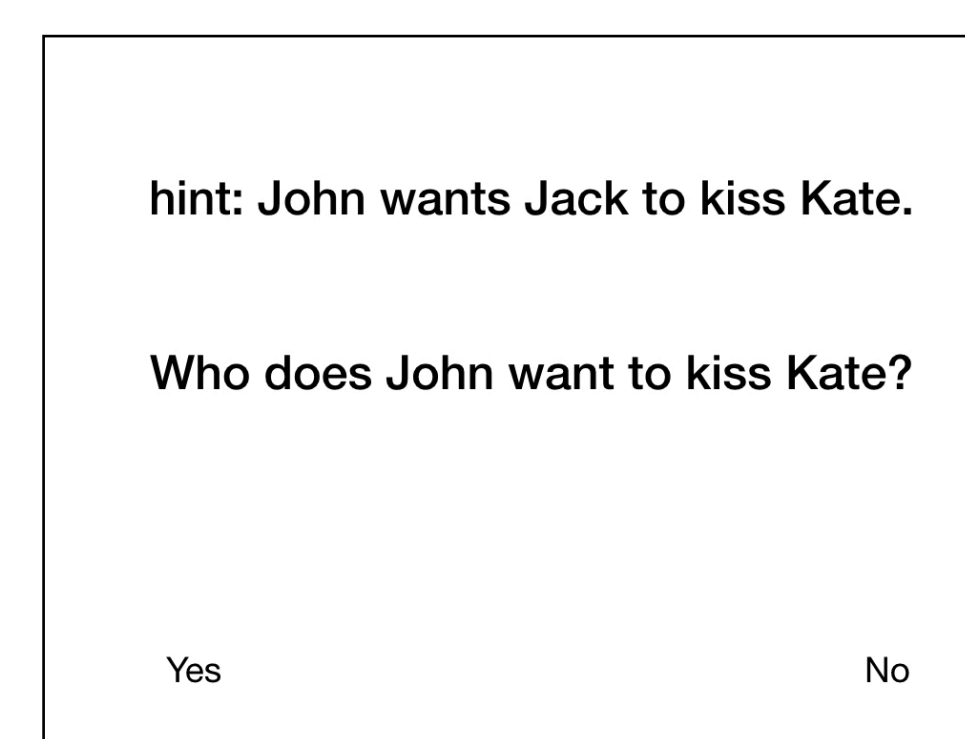 hint: John wants Jack to kiss Kate.
Who does John want to kiss Kate?
Yes No